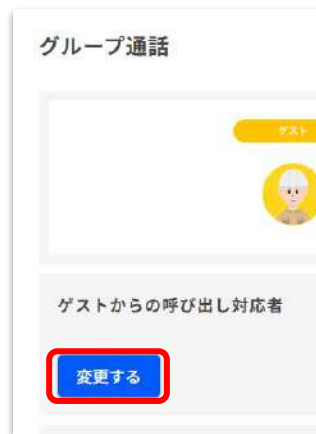 グループ通話
ゲスト
ゲストからの呼び出し対応者
変更する